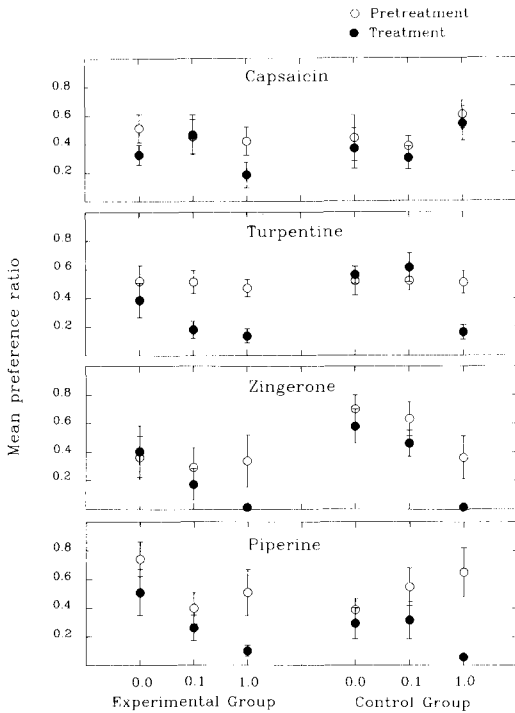 Pretreatment
Treatment
Capsaicin
0.8
0.6
0.4
0.2
Turpentine
0.8
0.6
0.4
0.2
Zingerone
0.8
0.6
0.4
0.2
Piperine
0.8
0.6
0.4
0.2
Mean preference ratio
0.0 0.1 1.0 0.0 0.1 1.0
Experimental Group Control Group